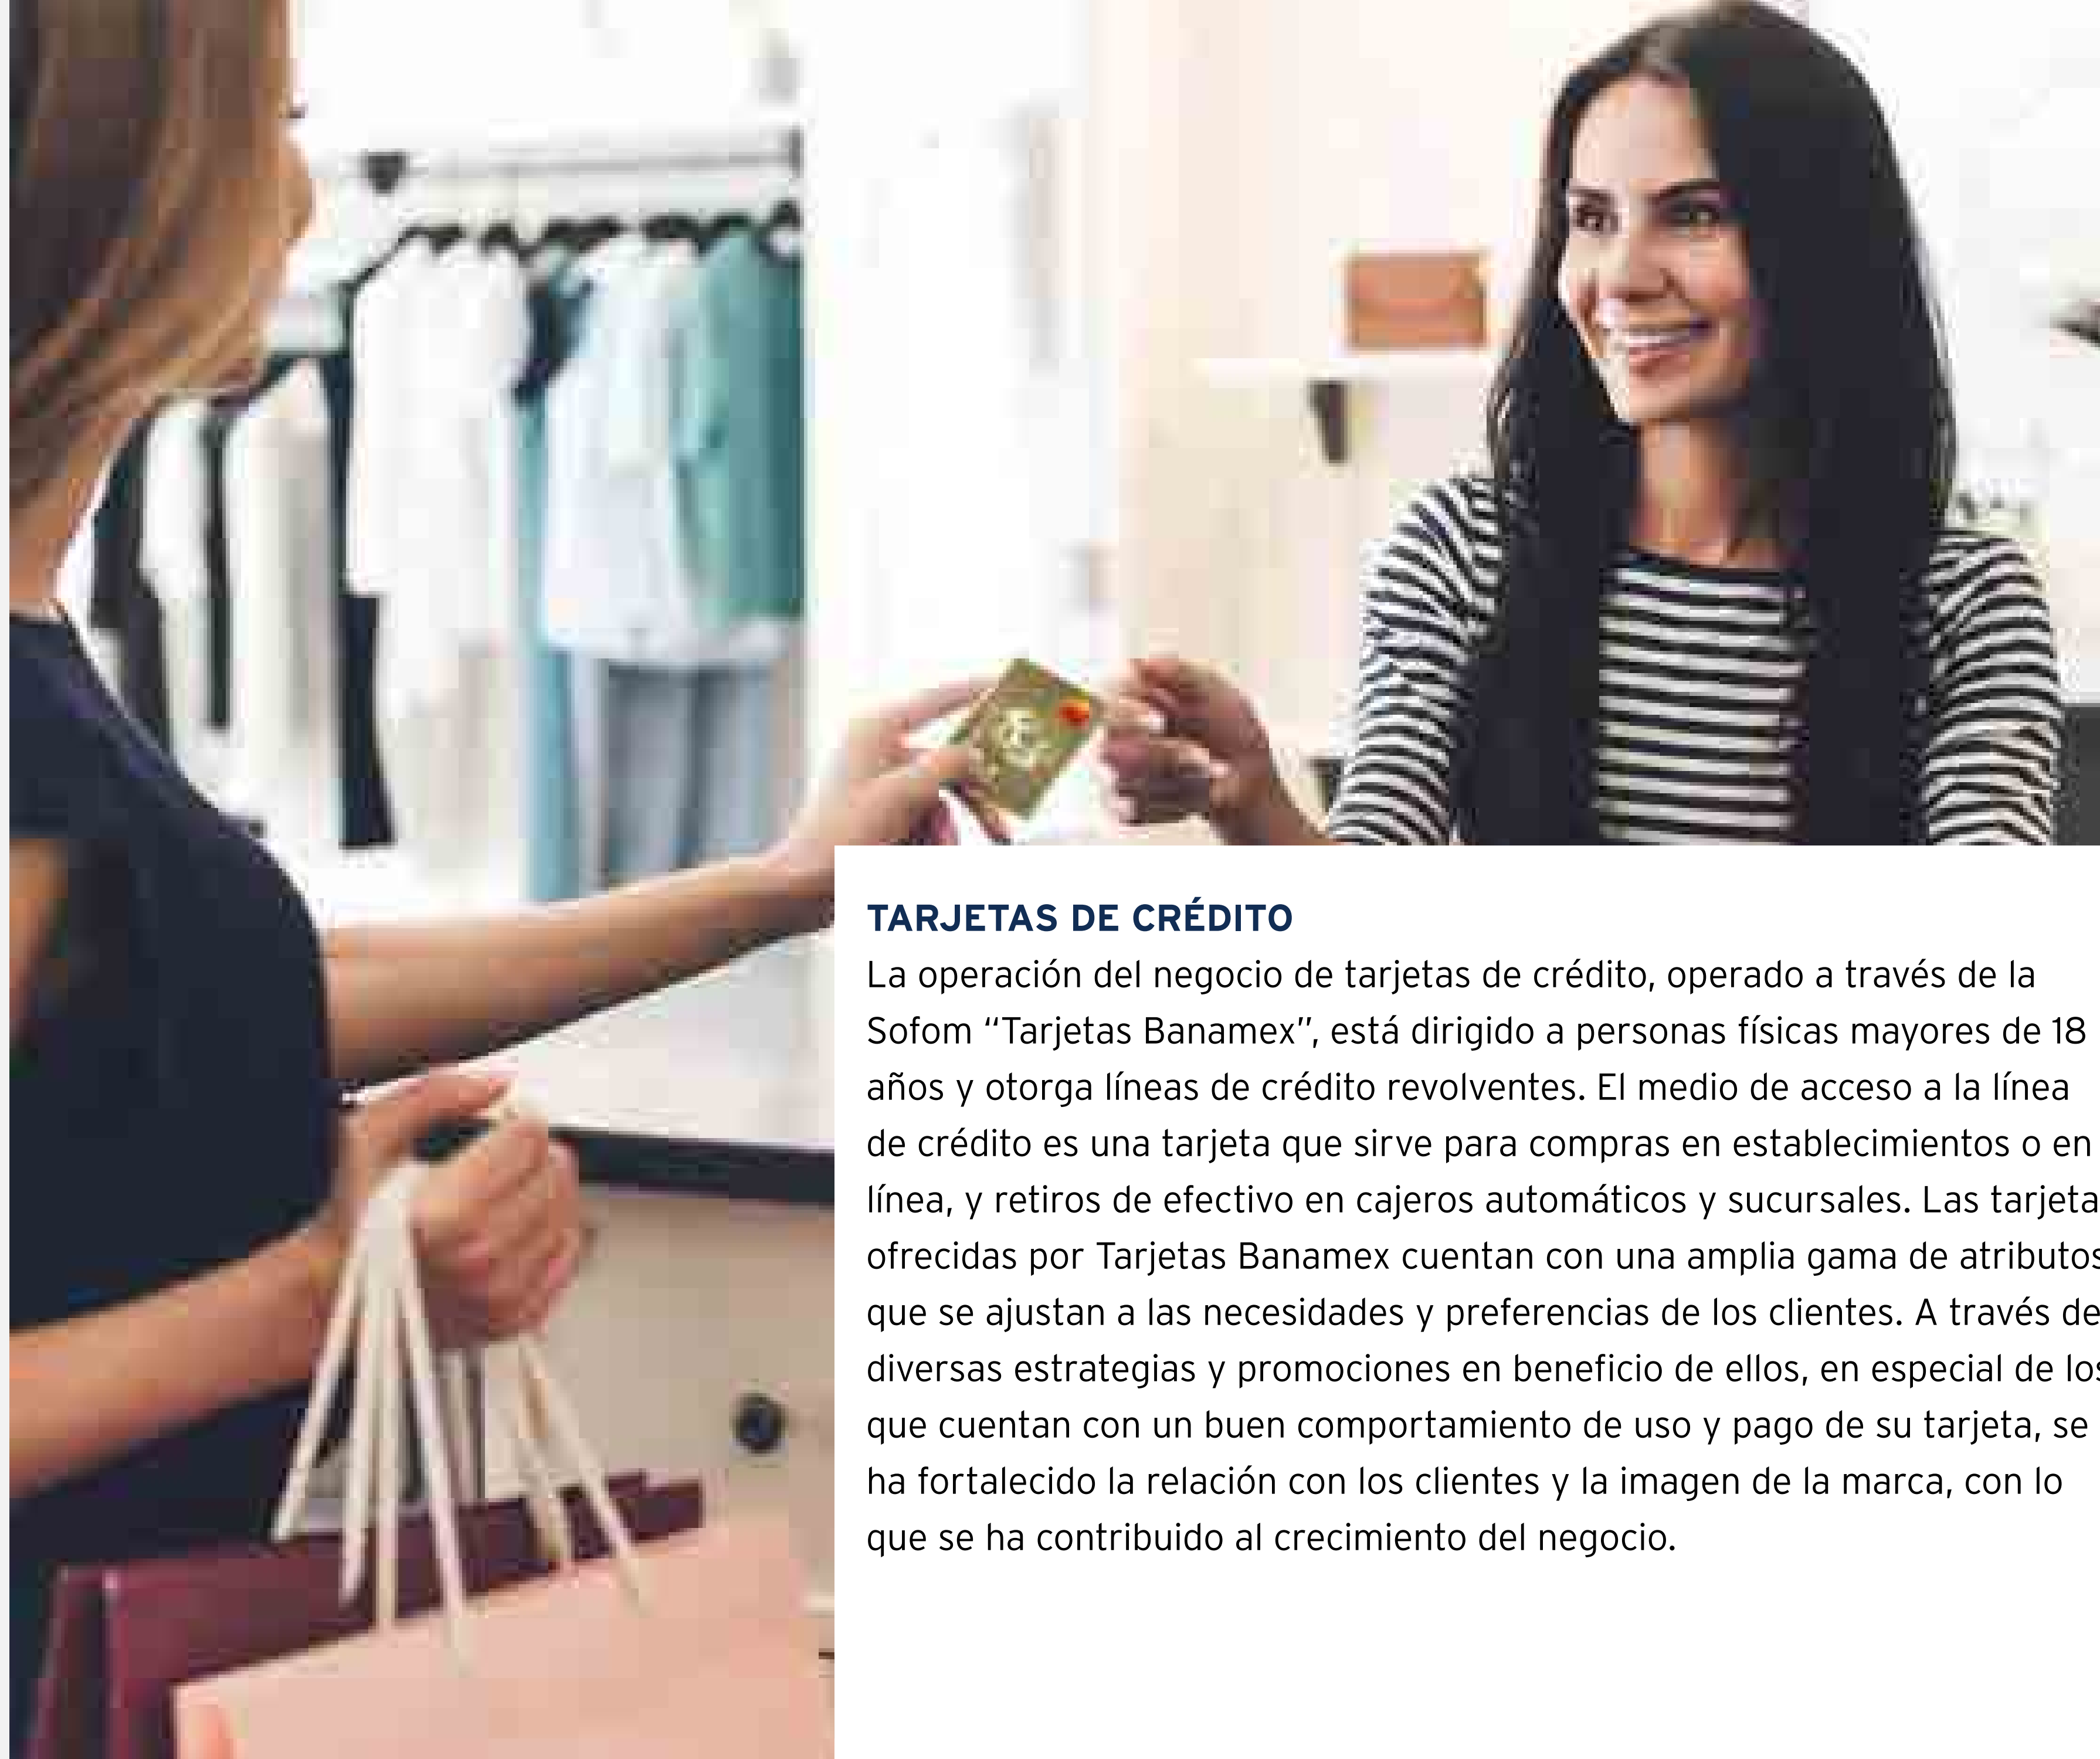 TARJETAS DE CRÉDITO
La operación del negocio de tarjetas de crédito, operado a través de la
Sofom “Tarjetas Banamex”, está dirigido a personas físicas mayores de 18
años y otorga líneas de crédito revolventes. El medio de acceso a la línea
de crédito es una tarjeta que sirve para compras en establecimientos o en
línea, y retiros de efectivo en cajeros automáticos y sucursales. Las tarjeta
ofrecidas por Tarjetas Banamex cuentan con una amplia gama de atributos
que se ajustan a las necesidades y preferencias de los clientes. A través de
diversas estrategias y promociones en beneficio de ellos, en especial de los
que cuentan con un buen comportamiento de uso y pago de su tarjeta, se
ha fortalecido la relación con los clientes y la imagen de la marca, con lo
que se ha contribuido al crecimiento del negocio.